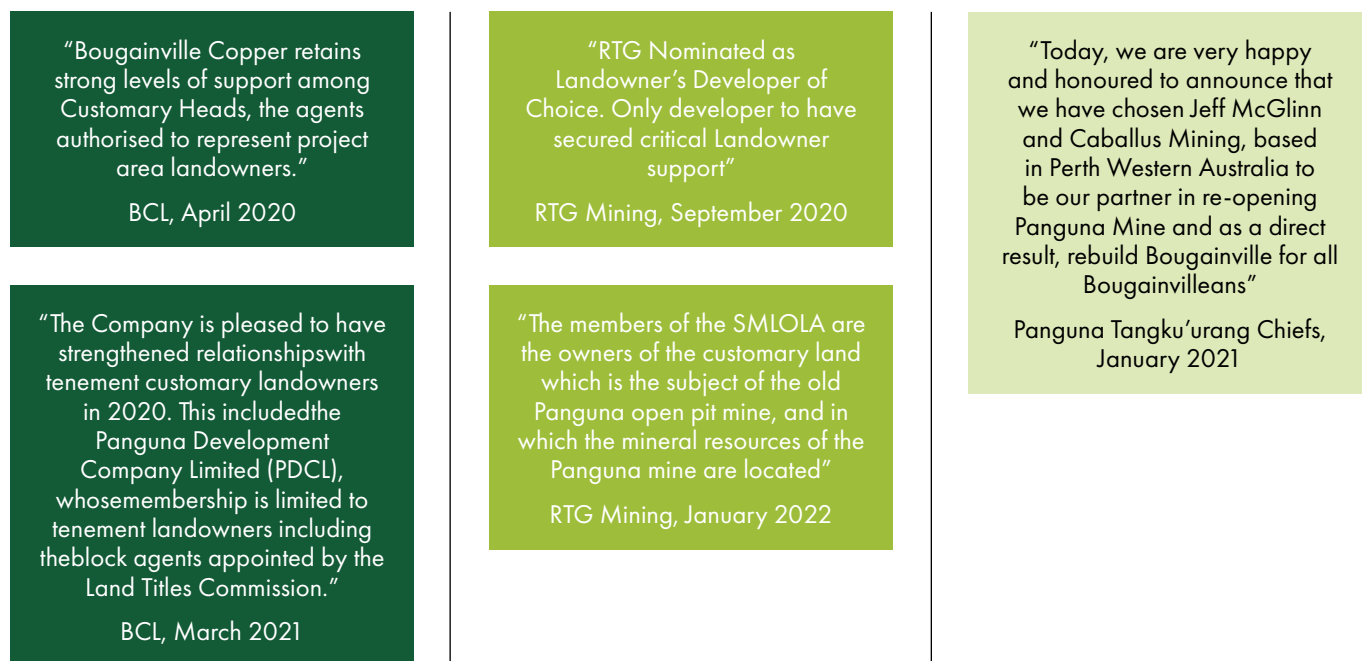 “Bougainville Copper retains
strong levels of support among
Customary Heads, the agents
authorised to represent project
area landowners.”
BCL, April 2020
“The Company is pleased to have
strengthened relationshipswith
tenement customary landowners
in 2020. This includedthe
Panguna Development
Company Limited (PDCL),
whosemembership is limited to
tenement landowners including
theblock agents appointed by the
Land Titles Commission.”
BCL, March 2021
“RTG Nominated as
Landowner’s Developer of
Choice. Only developer to have
secured critical Landowner
support”
RTG Mining, September 2020
“The members of the SMLOLA are
the owners of the customary land
which is the subject of the old
Panguna open pit mine, and in
which the mineral resources of the
Panguna mine are located”
RTG Mining, January 2022
“Today, we are very happy
and honoured to announce that
we have chosen Jeff McGlinn
and Caballus Mining, based
in Perth Western Australia to
be our partner in re-opening
Panguna Mine and as a direct
result, rebuild Bougainville for all
Bougainvilleans”
Panguna Tangku’urang Chiefs,
January 2021